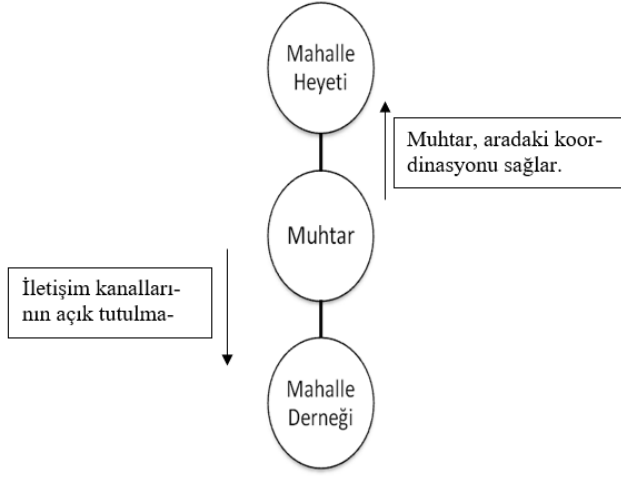 Mahalle
Heyeti
Muhtar, aradaki koor-
dinasyonu sağlar.
Muhtar
İletişim kanalları-
nın açık tutulma-
Mahalle
Derneği